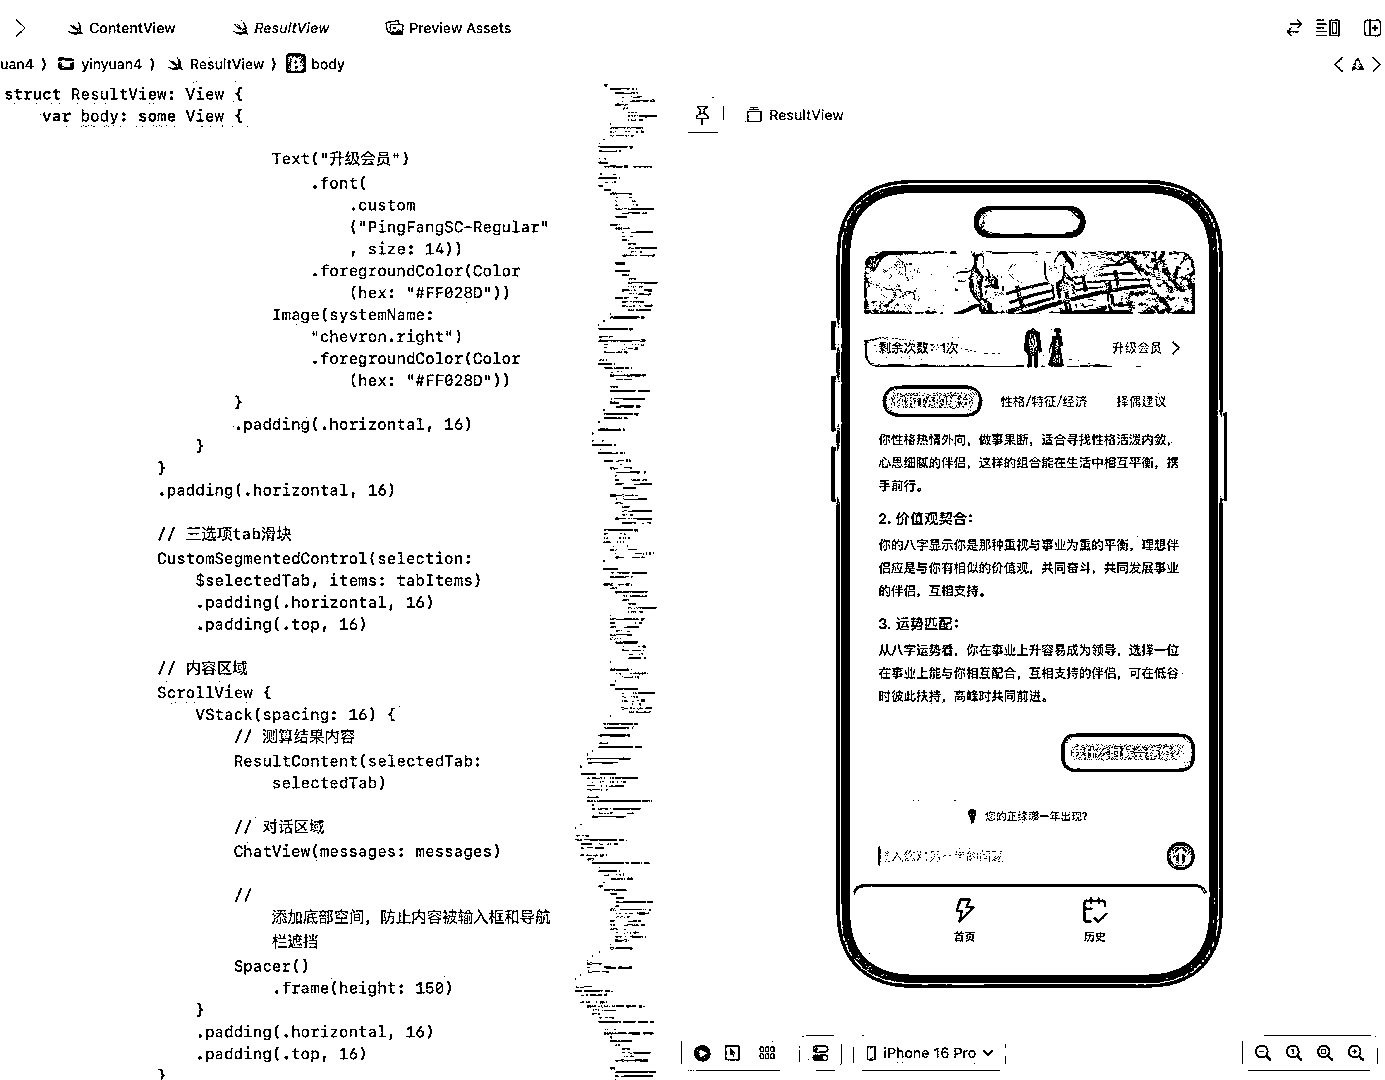 ContentView
ResultView
Preview Assets
uan4 > yinyuan4 > ResultView > body
struct ResultView: View {
var body: some View {
Text("升级会员")
.font(
.custom
("PingFangSC-Regular"
, size: 14))
.foregroundColor(Color
(hex: "#FF028D"))
Image(systemName:
"chevron.right")
.foregroundColor(Color
(hex: "#FF028D"))
}
.padding(.horizontal, 16)
}
}
.padding(.horizontal, 16)
// 三选项tab滑块
CustomSegmentedControl(selection:
$selectedTab, items: tabItems)
.padding(.horizontal, 16)
.padding(.top, 16)
// 内容区域
ScrollView {
VStack(spacing: 16) {
// 测算结果内容
ResultContent(selectedTab:
selectedTab)
// 对话区域
ChatView(messages: messages)
//
添加底部空间，防止内容被输入框和导航
栏遮挡
Spacer()
.frame(height: 150)
}
.padding(.horizontal, 16)
.padding(.top, 16)
}
ResultView
剩余次数：1次
升级会员
性格/特征/经济
择偶建议
你性格热情外向，做事果断，适合寻找性格活泼内敛，
心思细腻的伴侣，这样的组合能在生活中相互平衡，携
手前行。
2. 价值观契合：
你的八字显示你是那种重视与事业为重的平衡，理想伴
侣应是与你有相似的价值观，共同奋斗，共同发展事业
的伴侣，互相支持。
3. 运势匹配：
从八字运势看，你在事业上升容易成为领导，选择一位
在事业上能与你相互配合，互相支持的伴侣，可在低谷
时彼此扶持，高峰时共同前进。
您的正缘哪一年出现?
首页
历史
iPhone 16 Pro